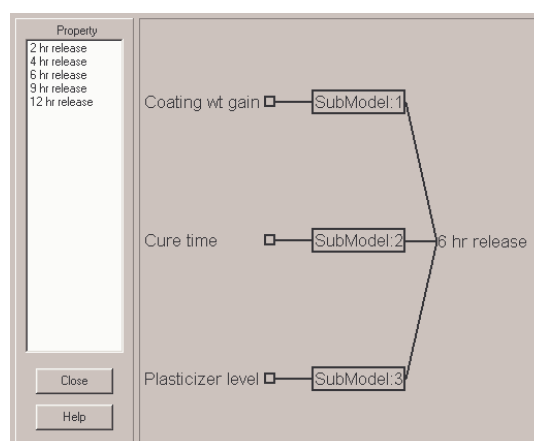 Property
2 hr release
4 hr release
6 hr release
9 hr release
12 hr release
Close
Help
Coating wt gain
SubModel:1
Cure time
SubModel:2
6 hr release
Plasticizer level
SubModel:3